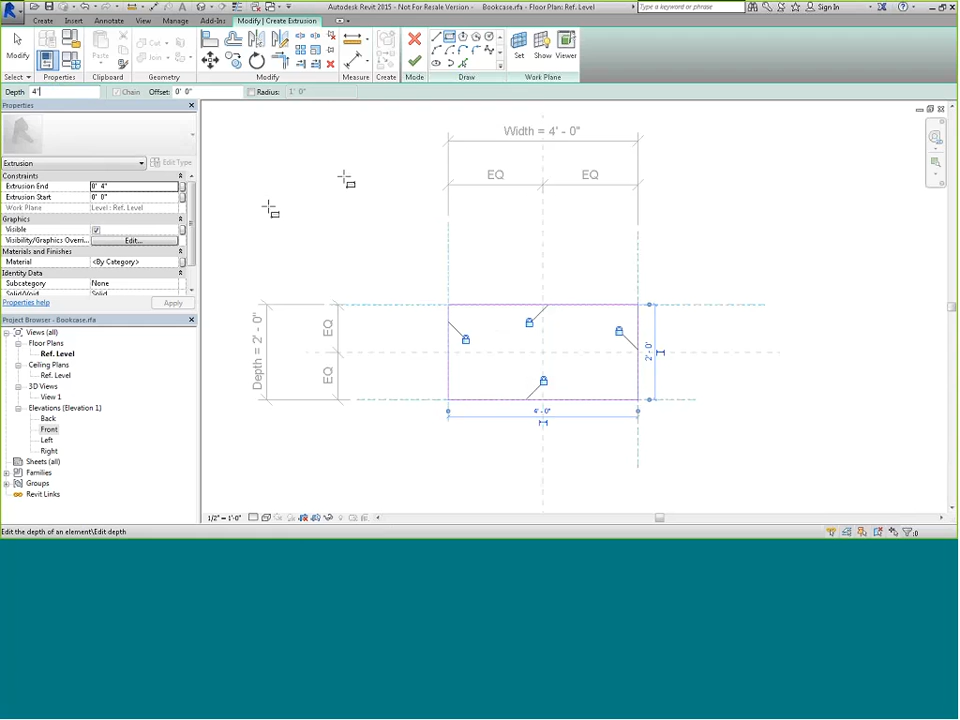 Autodesk Revit 2015 - Not For Resale Version - Bookcase.rfa - Floor Plan: Ref. Level
Type a keyword or phrase
Sign In
Create Insert Annotate View Manage Add-Ins Modify | Create Extrusion
Modify
Cut
Join
Paste
Set Show Viewer
Select Properties Clipboard Geometry Modify Measure Create Mode Draw Work Plane
Depth 4" Chain Offset: 0' 0" Radius: 1' 0"
Properties
Extrusion
Edit Type
Constraints
Extrusion End 0' 4"
Extrusion Start 0' 0"
Work Plane Level : Ref. Level
Graphics
Visible
Visibility/Graphics Overri... Edit...
Materials and Finishes
Material <By Category>
Identity Data
Subcategory None
Solid/Void Solid
Properties help
Apply
Project Browser - Bookcase.rfa
Views (all)
Floor Plans
Ref. Level
Ceiling Plans
Ref. Level
3D Views
View 1
Elevations (Elevation 1)
Back
Front
Left
Right
Sheets (all)
Families
Groups
Revit Links
Width = 4' - 0"
EQ EQ
Depth = 2' - 0"
EQ
EQ
2' - 0"
4' - 0"
1/2" = 1'-0"
Edit the depth of an element\Edit depth
:0